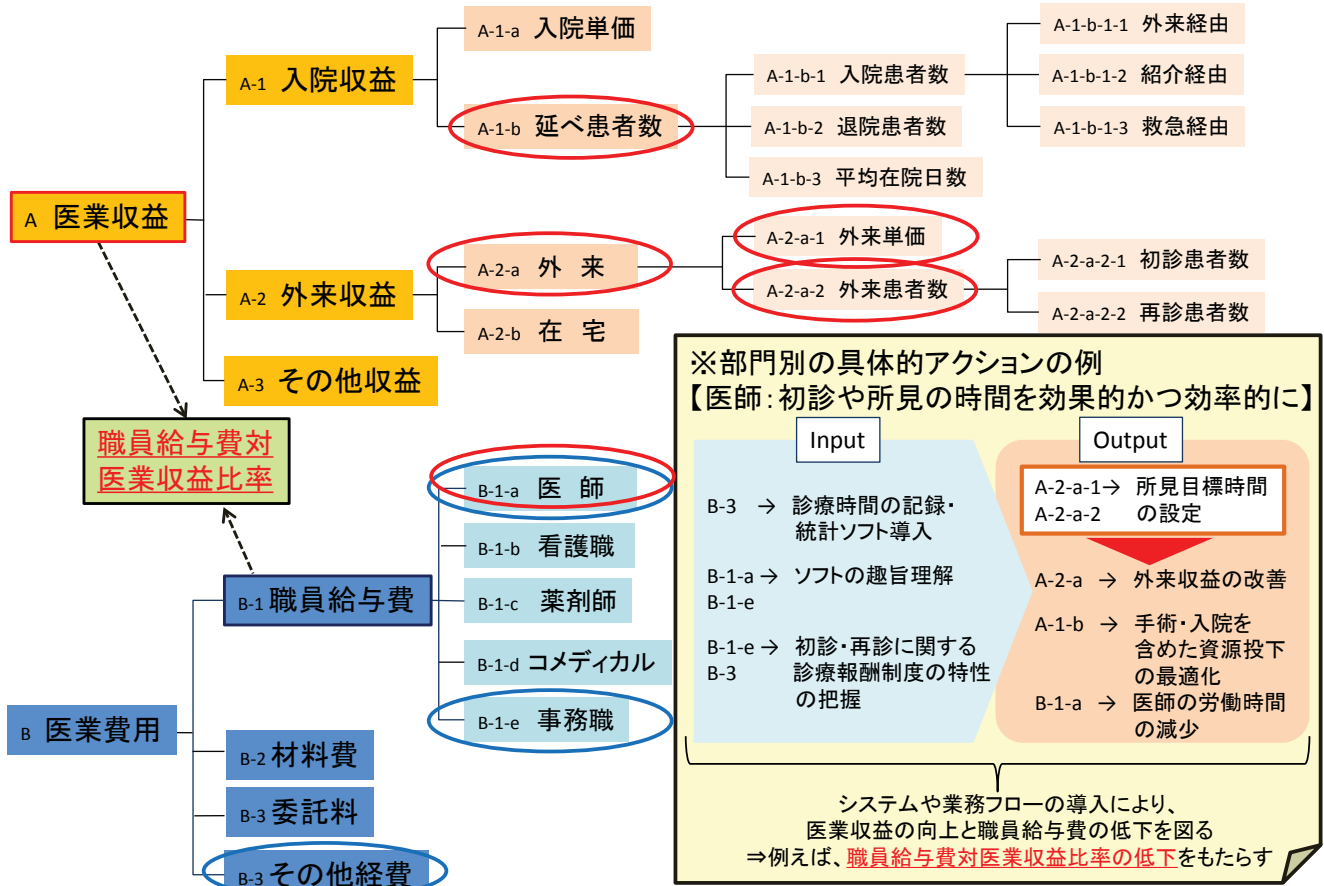 A 医業収益
A-1 入院収益
A-1-a 入院単価
A-1-b 延べ患者数
A-1-b-1 入院患者数
A-1-b-1-1 外来経由
A-1-b-1-2 紹介経由
A-1-b-1-3 救急経由
A-1-b-2 退院患者数
A-1-b-3 平均在院日数
A-2 外来収益
A-2-a 外 来
A-2-a-1 外来単価
A-2-a-2 外来患者数
A-2-a-2-1 初診患者数
A-2-a-2-2 再診患者数
A-2-b 在 宅
A-3 その他収益
職員給与費対
医業収益比率
B 医業費用
B-1 職員給与費
B-1-a 医 師
B-1-b 看護職
B-1-c 薬剤師
B-1-d コメディカル
B-1-e 事務職
B-2 材料費
B-3 委託料
B-3 その他経費
※部門別の具体的アクションの例
【医師:初診や所見の時間を効果的かつ効率的に】
Input
B-3 → 診療時間の記録・
統計ソフト導入
B-1-a → ソフトの趣旨理解
B-1-e
B-1-e → 初診・再診に関する
B-3 診療報酬制度の特性
の把握
Output
A-2-a-1→ 所見目標時間
A-2-a-2 の設定
A-2-a → 外来収益の改善
A-1-b → 手術・入院を
含めた資源投下
の最適化
B-1-a → 医師の労働時間
の減少
システムや業務フローの導入により、
医業収益の向上と職員給与費の低下を図る
⇒例えば、職員給与費対医業収益比率の低下をもたらす